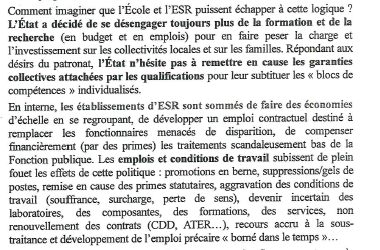 Comment imaginer que l'École et l'ESR puissent échapper à cette logique ?
L'État a décidé de se désengager toujours plus de la formation et de la
recherche (en budget et en emplois) pour en faire peser la charge et
l'investissement sur les collectivités locales et sur les familles. Répondant aux
désirs du patronat, l'État n'hésite pas à remettre en cause les garanties
collectives attachées par les qualifications pour leur substituer les « blocs de
compétences » individualisés.
En interne, les établissements d'ESR sont sommés de faire des économies
d'échelle en se regroupant, de développer un emploi contractuel destiné à
remplacer les fonctionnaires menacés de disparition, de compenser
financièrement (par des primes) les traitements scandaleusement bas de la
Fonction publique. Les emplois et conditions de travail subissent de plein
fouet les effets de cette politique : promotions en berne, suppressions/gels de
postes, remise en cause des primes statutaires, aggravation des conditions de
travail (souffrance, surcharge, perte de sens), devenir incertain des
laboratoires, des composantes, des formations, des services, non
renouvellement des contrats (CDD, ATER…), recours accru à la sous-
traitance et développement de l'emploi précaire « borné dans le temps »…